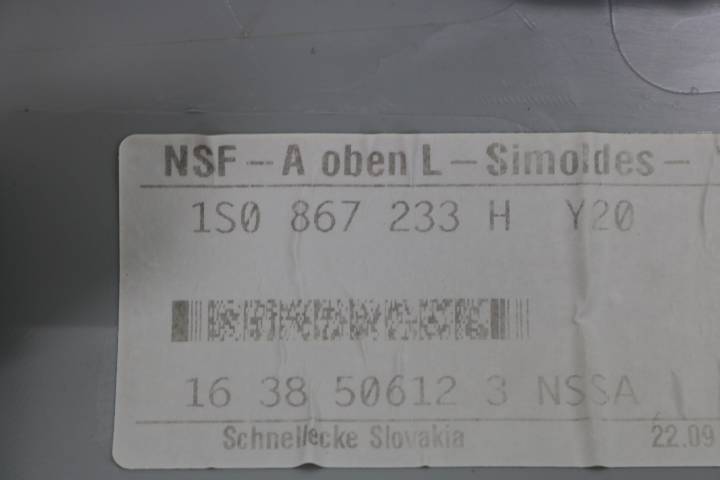 NSF - A oben L - Simoldes -
1S0 867 233 H Y20
16 38 50612 3 NSSA
Schnellecke Slovakia
22.09